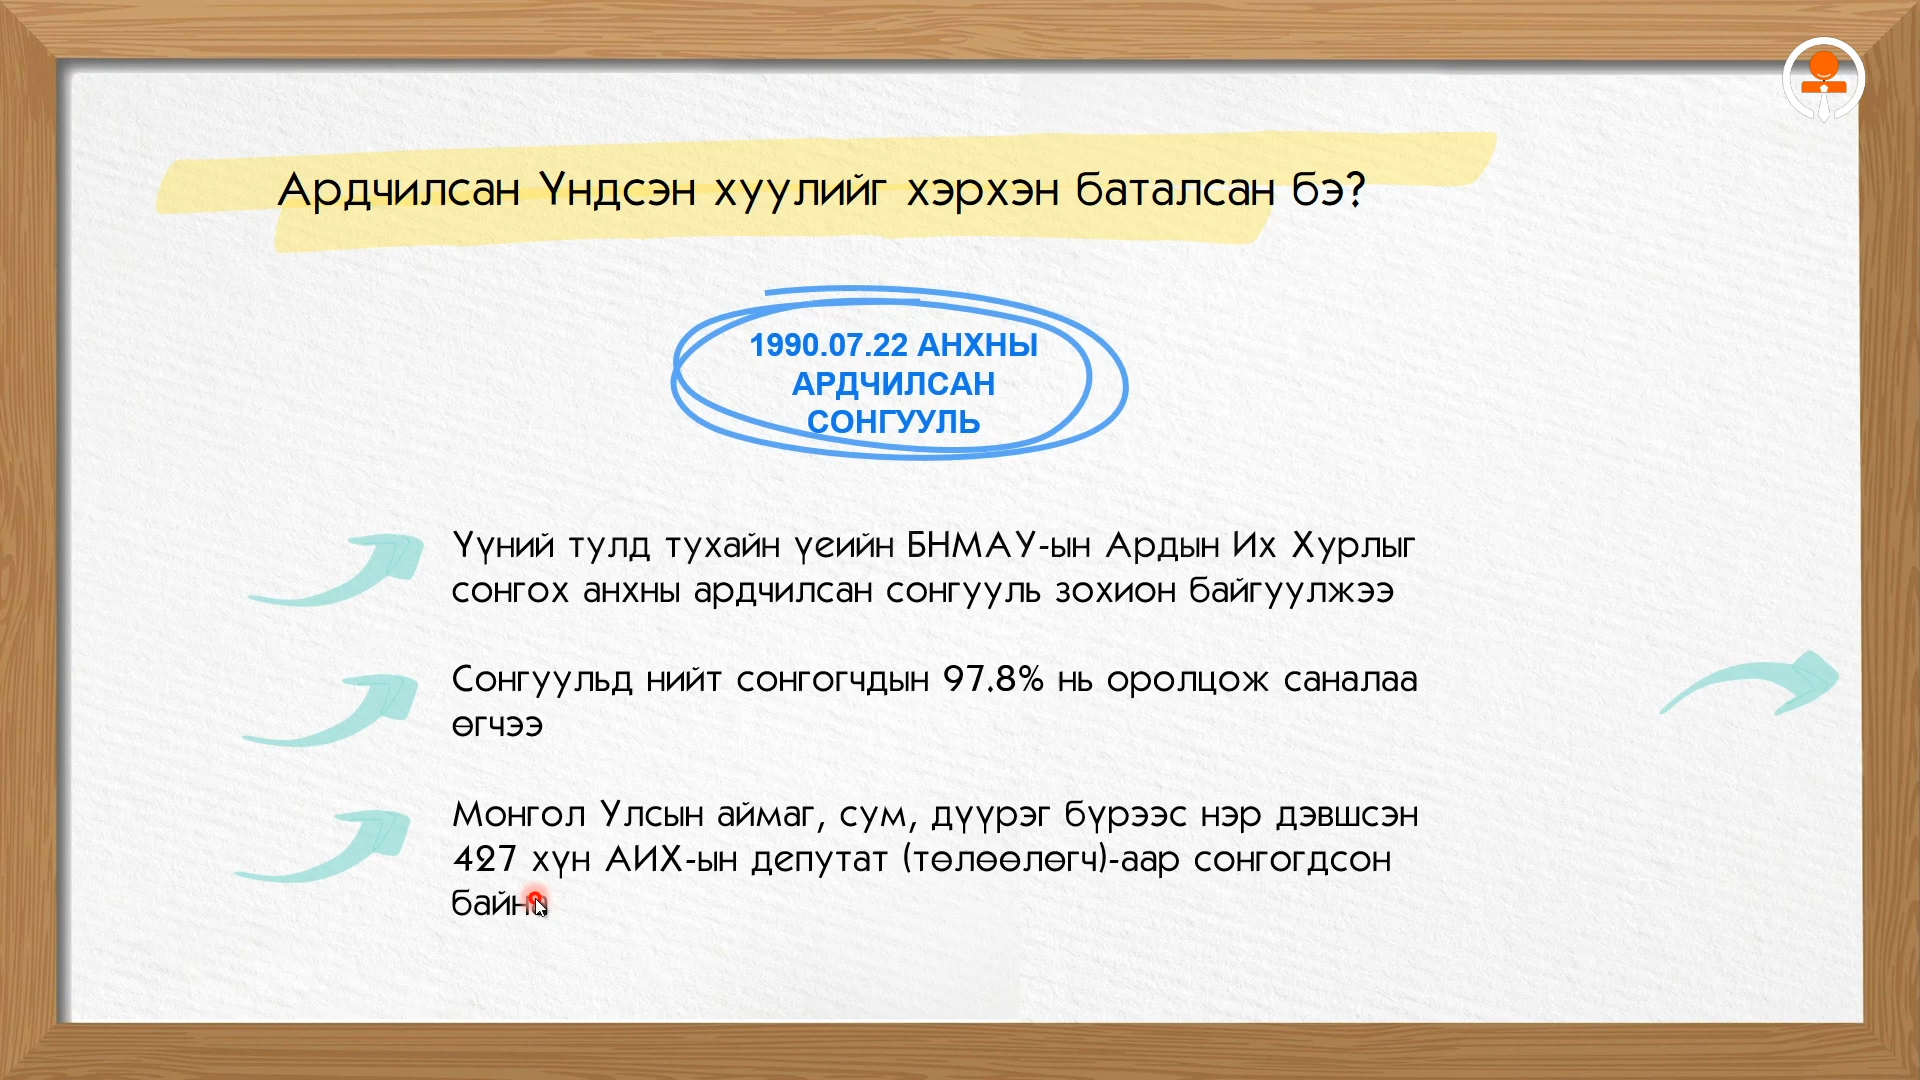 Ардчилсан Үндсэн хуулийг хэрхэн баталсан бэ?
1990.07.22 АНХНЫ
АРДЧИЛСАН
СОНГУУЛЬ
Үүний тулд тухайн үеийн БНМАУ-ын Ардын Их Хурлыг
сонгох анхны ардчилсан сонгууль зохион байгуулжээ
Сонгуульд нийт сонгогчдын 97.8% нь оролцож саналаа
өгчээ
Монгол Улсын аймаг, сум, дүүрэг бүрээс нэр дэвшсэн
427 хүн АИХ-ын депутат (төлөөлөгч)-аар сонгогдсон
байна